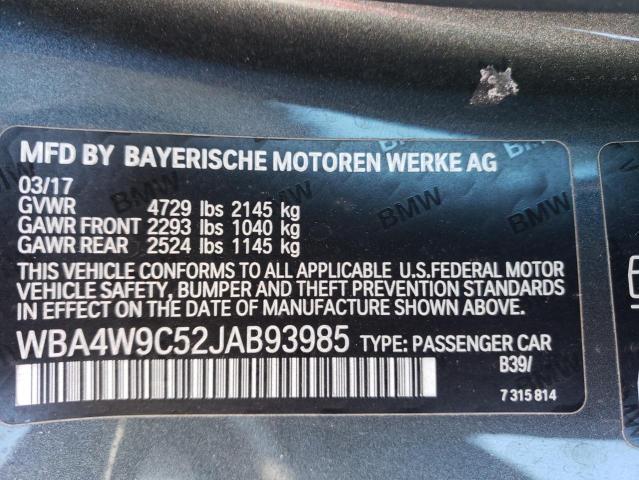 MFD BY BAYERISCHE MOTOREN WERKE AG
03/17
GVWR 4729 lbs 2145 kg
GAWR FRONT 2293 lbs 1040 kg
GAWR REAR 2524 lbs 1145 kg
THIS VEHICLE CONFORMS TO ALL APPLICABLE U.S.FEDERAL MOTOR
VEHICLE SAFETY, BUMPER AND THEFT PREVENTION STANDARDS
IN EFFECT ON THE DATE OF MANUFACTURE SHOWN ABOVE.
WBA4W9C52JAB93985 TYPE: PASSENGER CAR
B39/
7 315 814